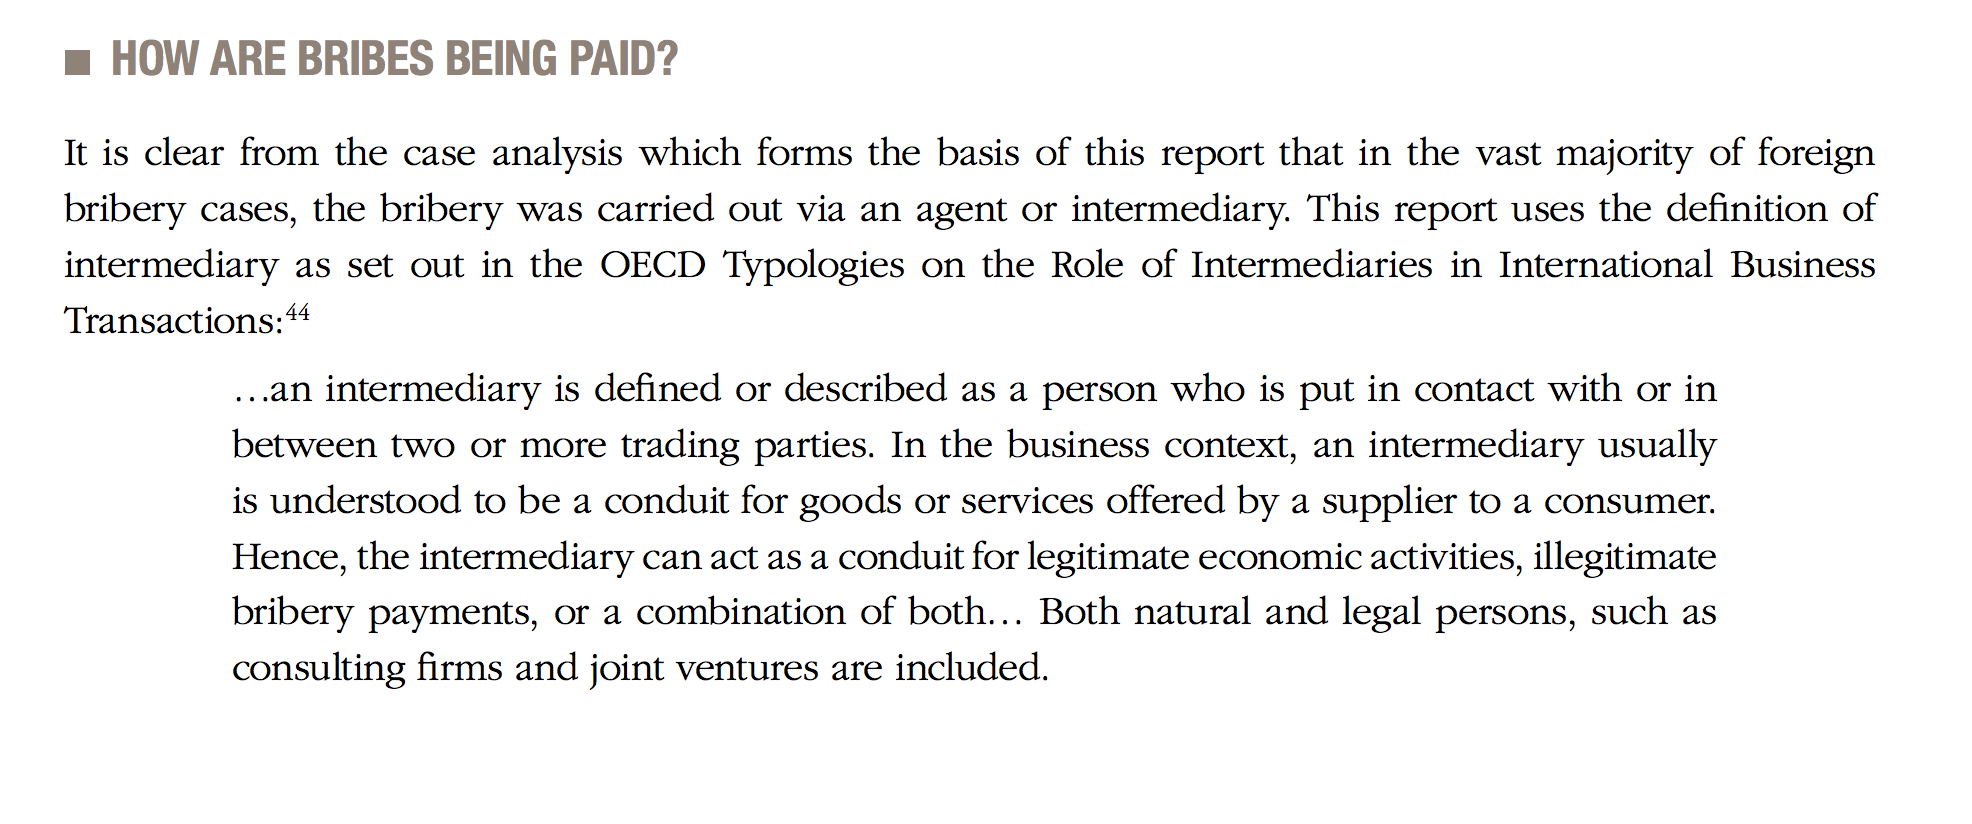 ■ HOW ARE BRIBES BEING PAID?
It is clear from the case analysis which forms the basis of this report that in the vast majority of foreign
bribery cases, the bribery was carried out via an agent or intermediary. This report uses the definition of
intermediary as set out in the OECD Typologies on the Role of Intermediaries in International Business
Transactions:44
…an intermediary is defined or described as a person who is put in contact with or in
between two or more trading parties. In the business context, an intermediary usually
is understood to be a conduit for goods or services offered by a supplier to a consumer.
Hence, the intermediary can act as a conduit for legitimate economic activities, illegitimate
bribery payments, or a combination of both… Both natural and legal persons, such as
consulting firms and joint ventures are included.